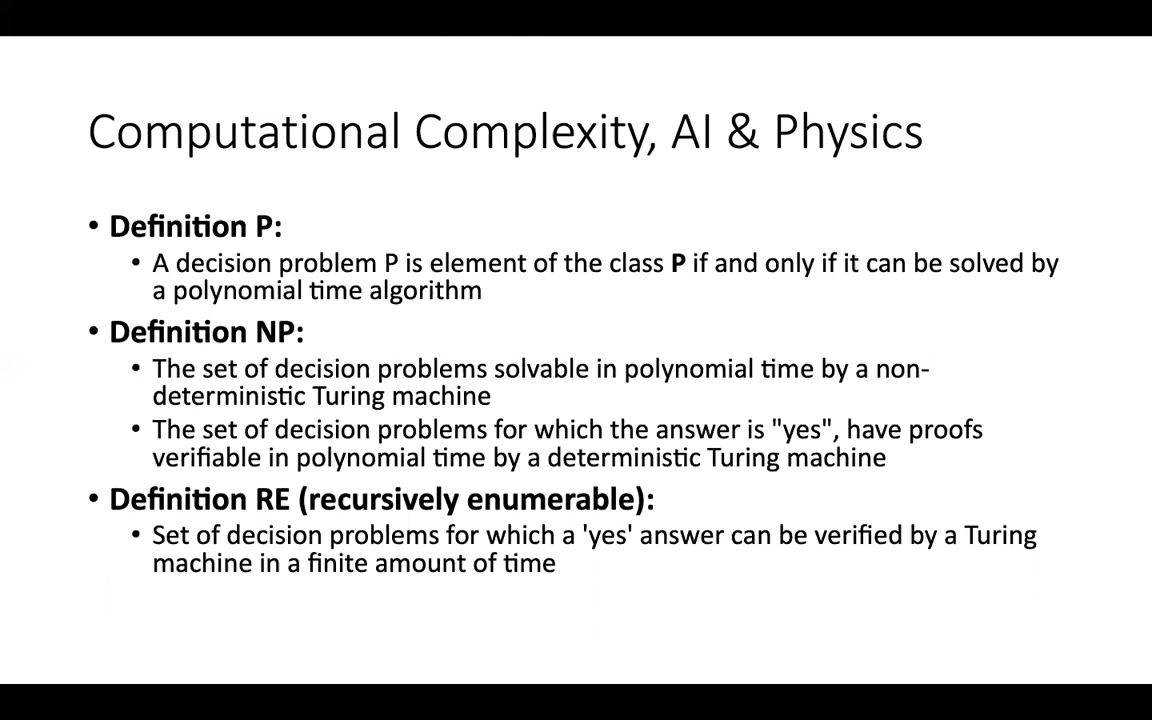 Computational Complexity, AI & Physics
• Definition P:
• A decision problem P is element of the class P if and only if it can be solved by
a polynomial time algorithm
• Definition NP:
• The set of decision problems solvable in polynomial time by a non-
deterministic Turing machine
• The set of decision problems for which the answer is "yes", have proofs
verifiable in polynomial time by a deterministic Turing machine
• Definition RE (recursively enumerable):
• Set of decision problems for which a 'yes' answer can be verified by a Turing
machine in a finite amount of time